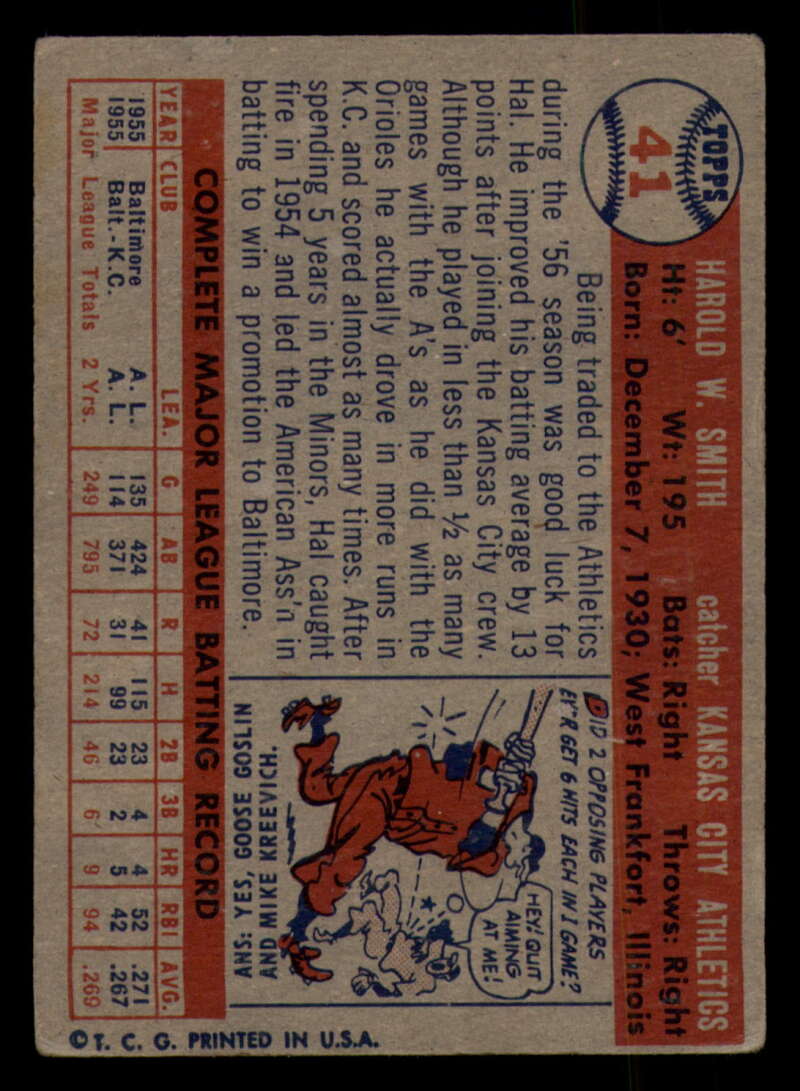 TOPPS
41
HAROLD W. SMITH catcher KANSAS CITY ATHLETICS
Ht: 6' Wt: 195 Bats: Right Throws: Right
Born: December 7, 1930; West Frankfort, Illinois
Being traded to the Athletics
during the '56 season was good luck for
Hal. He improved his batting average by 13
points after joining the Kansas City crew.
Although he played in less than ½ as many
games with the A's as he did with the
Orioles he actually drove in more runs in
K.C. and scored almost as many times. After
spending 5 years in the Minors, Hal caught
fire in 1954 and led the American Ass'n in
batting to win a promotion to Baltimore.
DID 2 OPPOSING PLAYERS
EV'R GET 6 HITS EACH IN 1 GAME?
HEY! QUIT
AIMING
AT ME!
ANS: YES, GOOSE GOSLIN
AND MIKE KREEVICH.
COMPLETE MAJOR LEAGUE BATTING RECORD
YEAR CLUB LEA. G AB R H 2B 3B HR RBI AVG.
1955 Baltimore A. L. 135 424 41 115 23 4 4 52 .271
1955 Balt.-K.C. A. L. 114 371 31 99 23 2 5 42 .267
Major League Totals 2 Yrs. 249 795 72 214 46 6 9 94 .269
© T. C. G. PRINTED IN U.S.A.